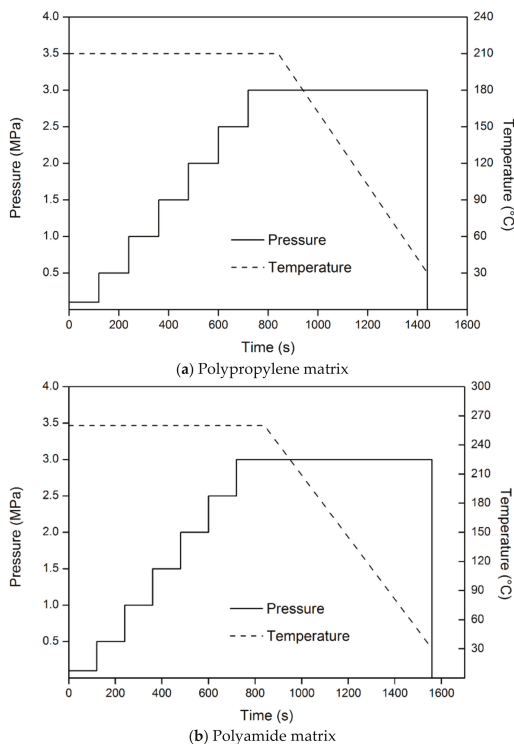 4.0
3.5
3.0
2.5
2.0
1.5
1.0
0.5
Pressure (MPa)
240
210
180
150
120
90
60
30
Temperature (°C)
Pressure
Temperature
0 200 400 600 800 1000 1200 1400 1600
Time (s)
(a) Polypropylene matrix
4.0
3.5
3.0
2.5
2.0
1.5
1.0
0.5
Pressure (MPa)
300
270
240
210
180
150
120
90
60
30
Temperature (°C)
Pressure
Temperature
0 200 400 600 800 1000 1200 1400 1600
Time (s)
(b) Polyamide matrix